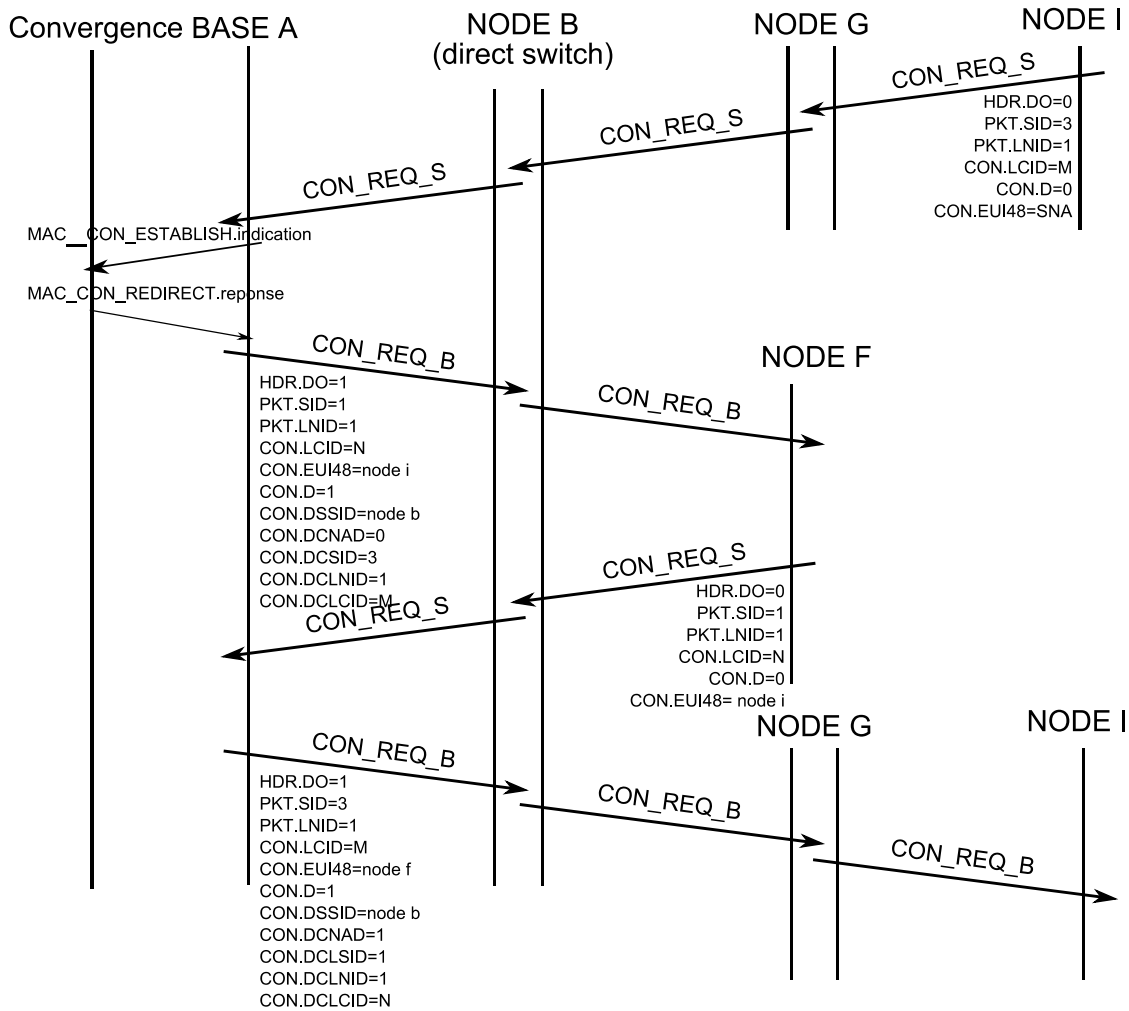 Convergence BASE A
NODE B
(direct switch)
NODE G
NODE I
CON_REQ_S
HDR.DO=0
PKT.SID=3
PKT.LNID=1
CON.LCID=M
CON.D=0
CON.EUI48=SNA
CON_REQ_S
CON_REQ_S
MAC__CON_ESTABLISH.indication
MAC_CON_REDIRECT.reponse
CON_REQ_B
HDR.DO=1
PKT.SID=1
PKT.LNID=1
CON.LCID=N
CON.EUI48=node i
CON.D=1
CON.DSSID=node b
CON.DCNAD=0
CON.DCSID=3
CON.DCLNID=1
CON.DCLCID=M
NODE F
CON_REQ_B
CON_REQ_S
HDR.DO=0
PKT.SID=1
PKT.LNID=1
CON.LCID=N
CON.D=0
CON.EUI48= node i
CON_REQ_S
NODE G
NODE I
CON_REQ_B
HDR.DO=1
PKT.SID=3
PKT.LNID=1
CON.LCID=M
CON.EUI48=node f
CON.D=1
CON.DSSID=node b
CON.DCNAD=1
CON.DCLSID=1
CON.DCLNID=1
CON.DCLCID=N
CON_REQ_B
CON_REQ_B